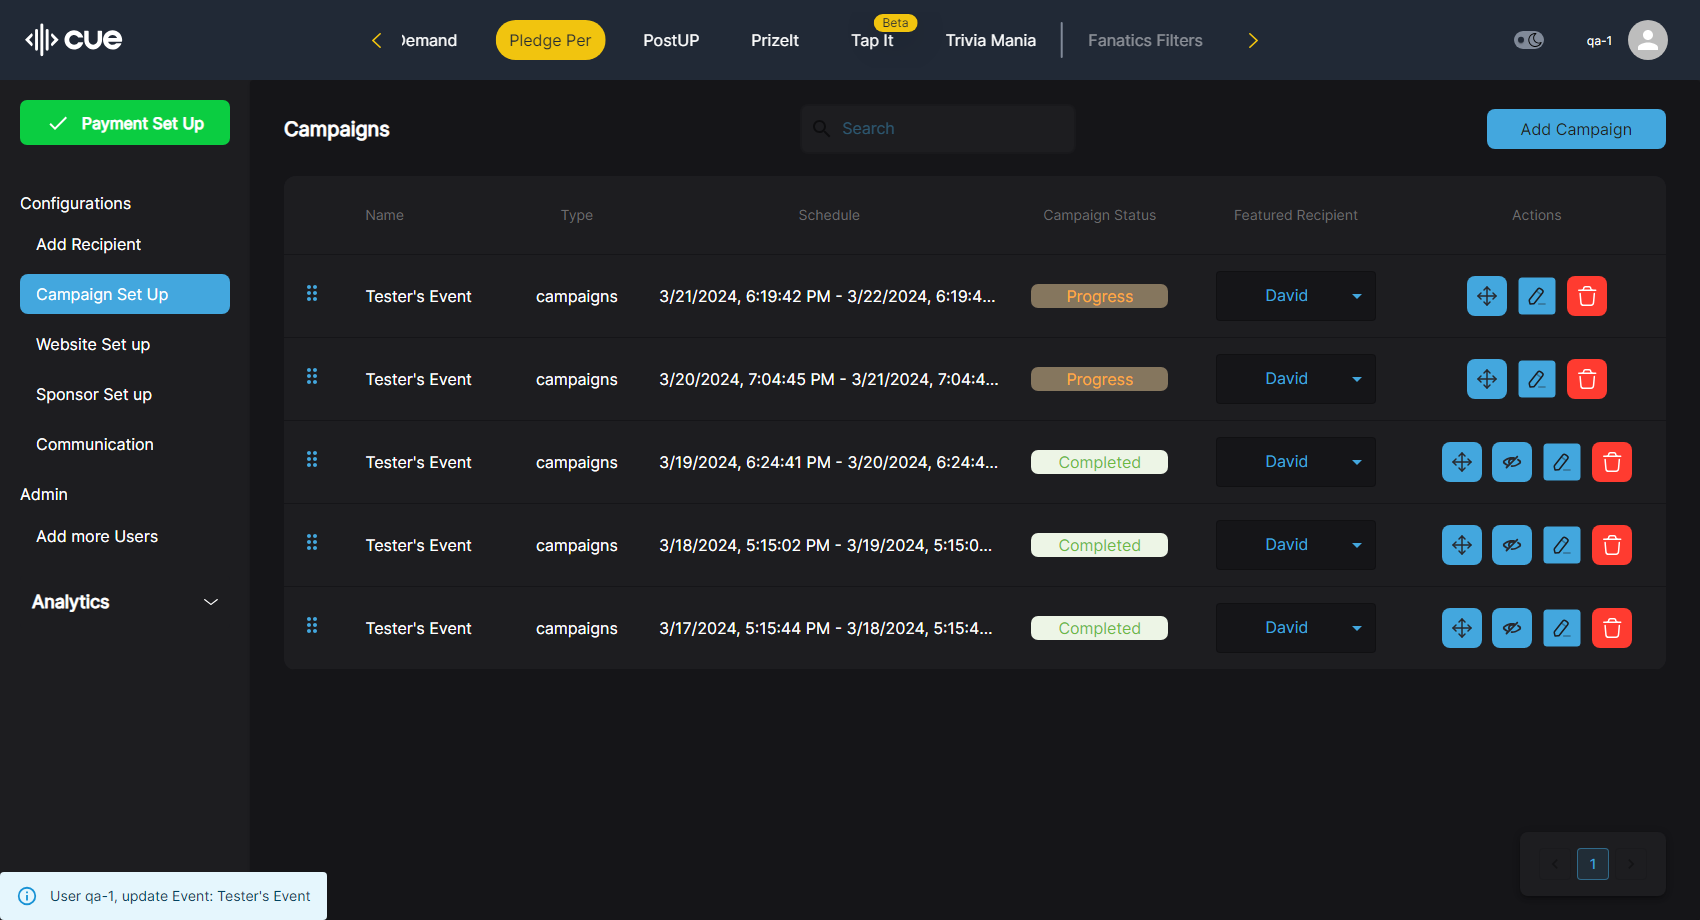 cue
Demand
Pledge Per
PostUP
PrizeIt
Beta
Tap It
Trivia Mania
Fanatics Filters
qa-1
Payment Set Up
Configurations
Add Recipient
Campaign Set Up
Website Set up
Sponsor Set up
Communication
Admin
Add more Users
Analytics
Campaigns
Search
Add Campaign
Name Type Schedule Campaign Status Featured Recipient Actions
Tester's Event campaigns 3/21/2024, 6:19:42 PM - 3/22/2024, 6:19:4... Progress David
Tester's Event campaigns 3/20/2024, 7:04:45 PM - 3/21/2024, 7:04:4... Progress David
Tester's Event campaigns 3/19/2024, 6:24:41 PM - 3/20/2024, 6:24:4... Completed David
Tester's Event campaigns 3/18/2024, 5:15:02 PM - 3/19/2024, 5:15:0... Completed David
Tester's Event campaigns 3/17/2024, 5:15:44 PM - 3/18/2024, 5:15:4... Completed David
1
User qa-1, update Event: Tester's Event